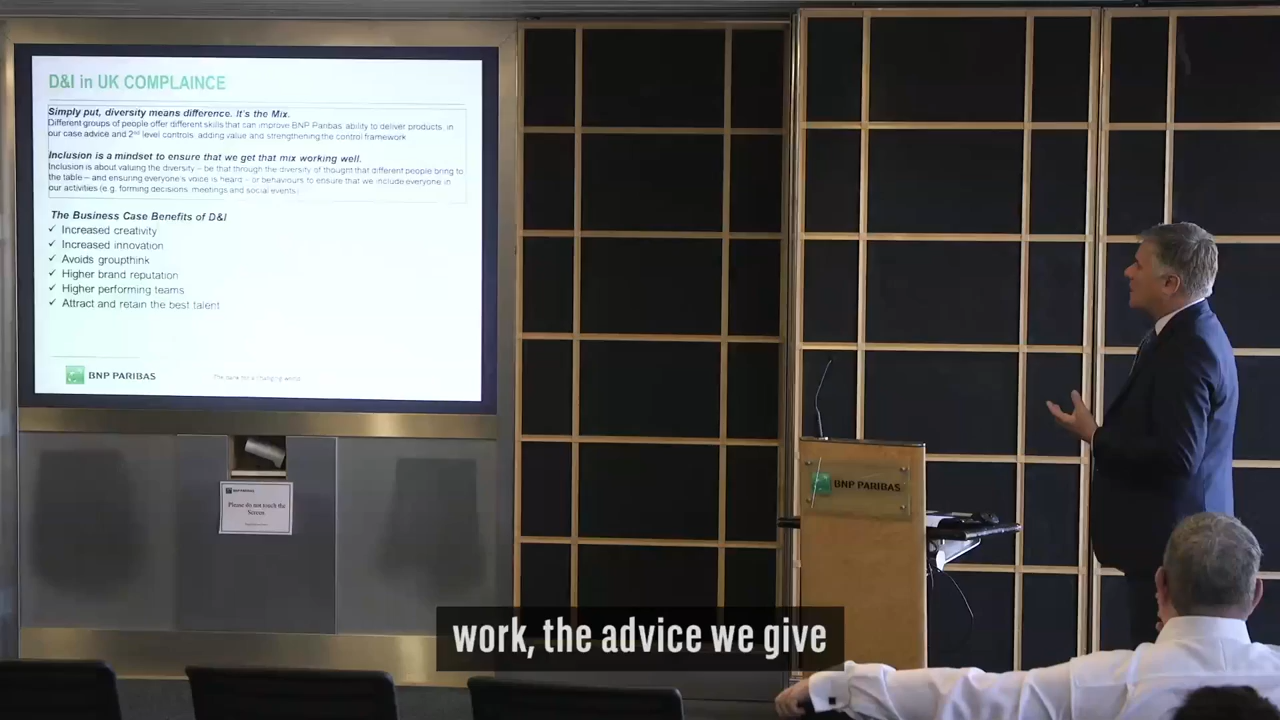 D&I in UK COMPLAINCE
Simply put, diversity means difference. It's the Mix.
Different groups of people offer different skills that can improve BNP Paribas ability to deliver products, in
our case advice and 2nd level controls, adding value and strengthening the control framework
Inclusion is a mindset to ensure that we get that mix working well.
Inclusion is about valuing the diversity – be that through the diversity of thought that different people bring to
the table – and ensuring everyone's voice is heard – or behaviours to ensure that we include everyone in
our activities (e.g. forming decisions, meetings and social events)
The Business Case Benefits of D&I
✓ Increased creativity
✓ Increased innovation
✓ Avoids groupthink
✓ Higher brand reputation
✓ Higher performing teams
✓ Attract and retain the best talent
BNP PARIBAS
The bank for a changing world
Please do not touch the
Screen
BNP PARIBAS
work, the advice we give